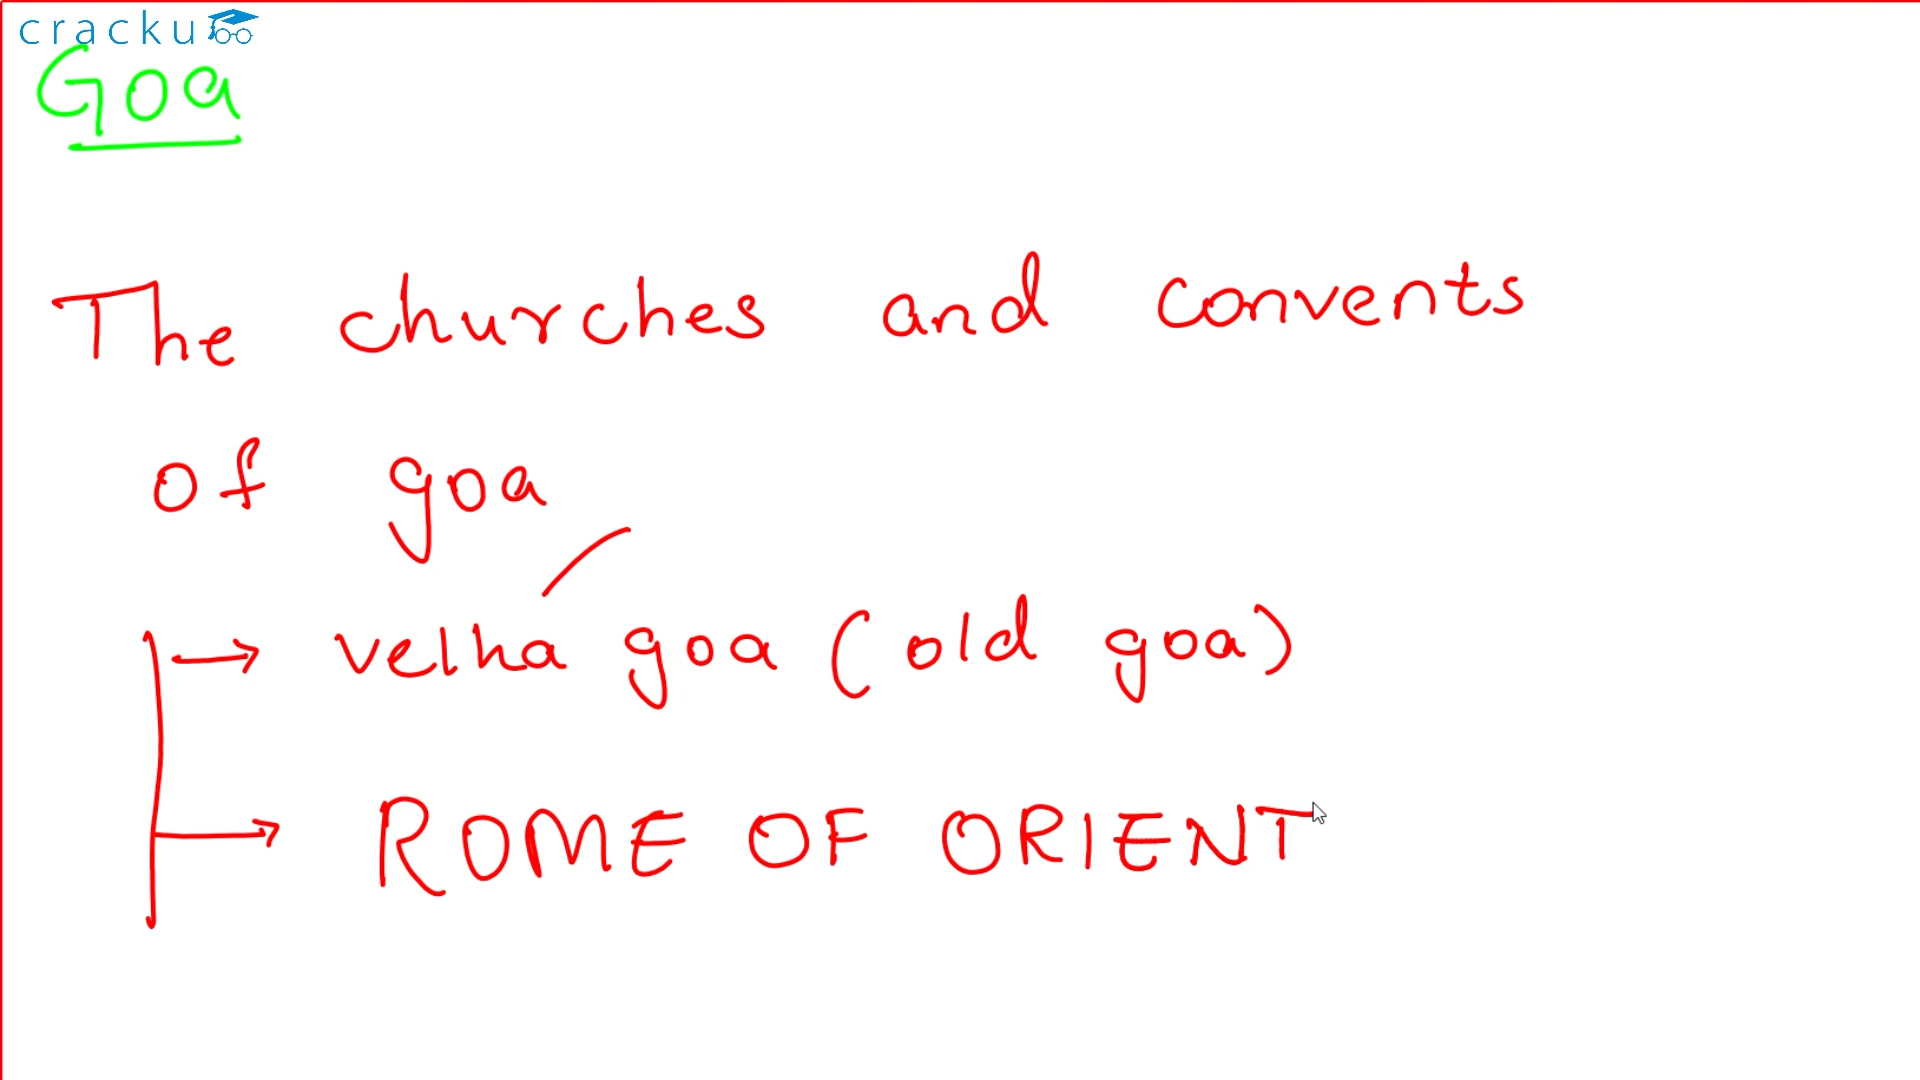 cracku
Goa
The churches and convents
of goa
→ velha goa (old goa)
→ ROME OF ORIENT